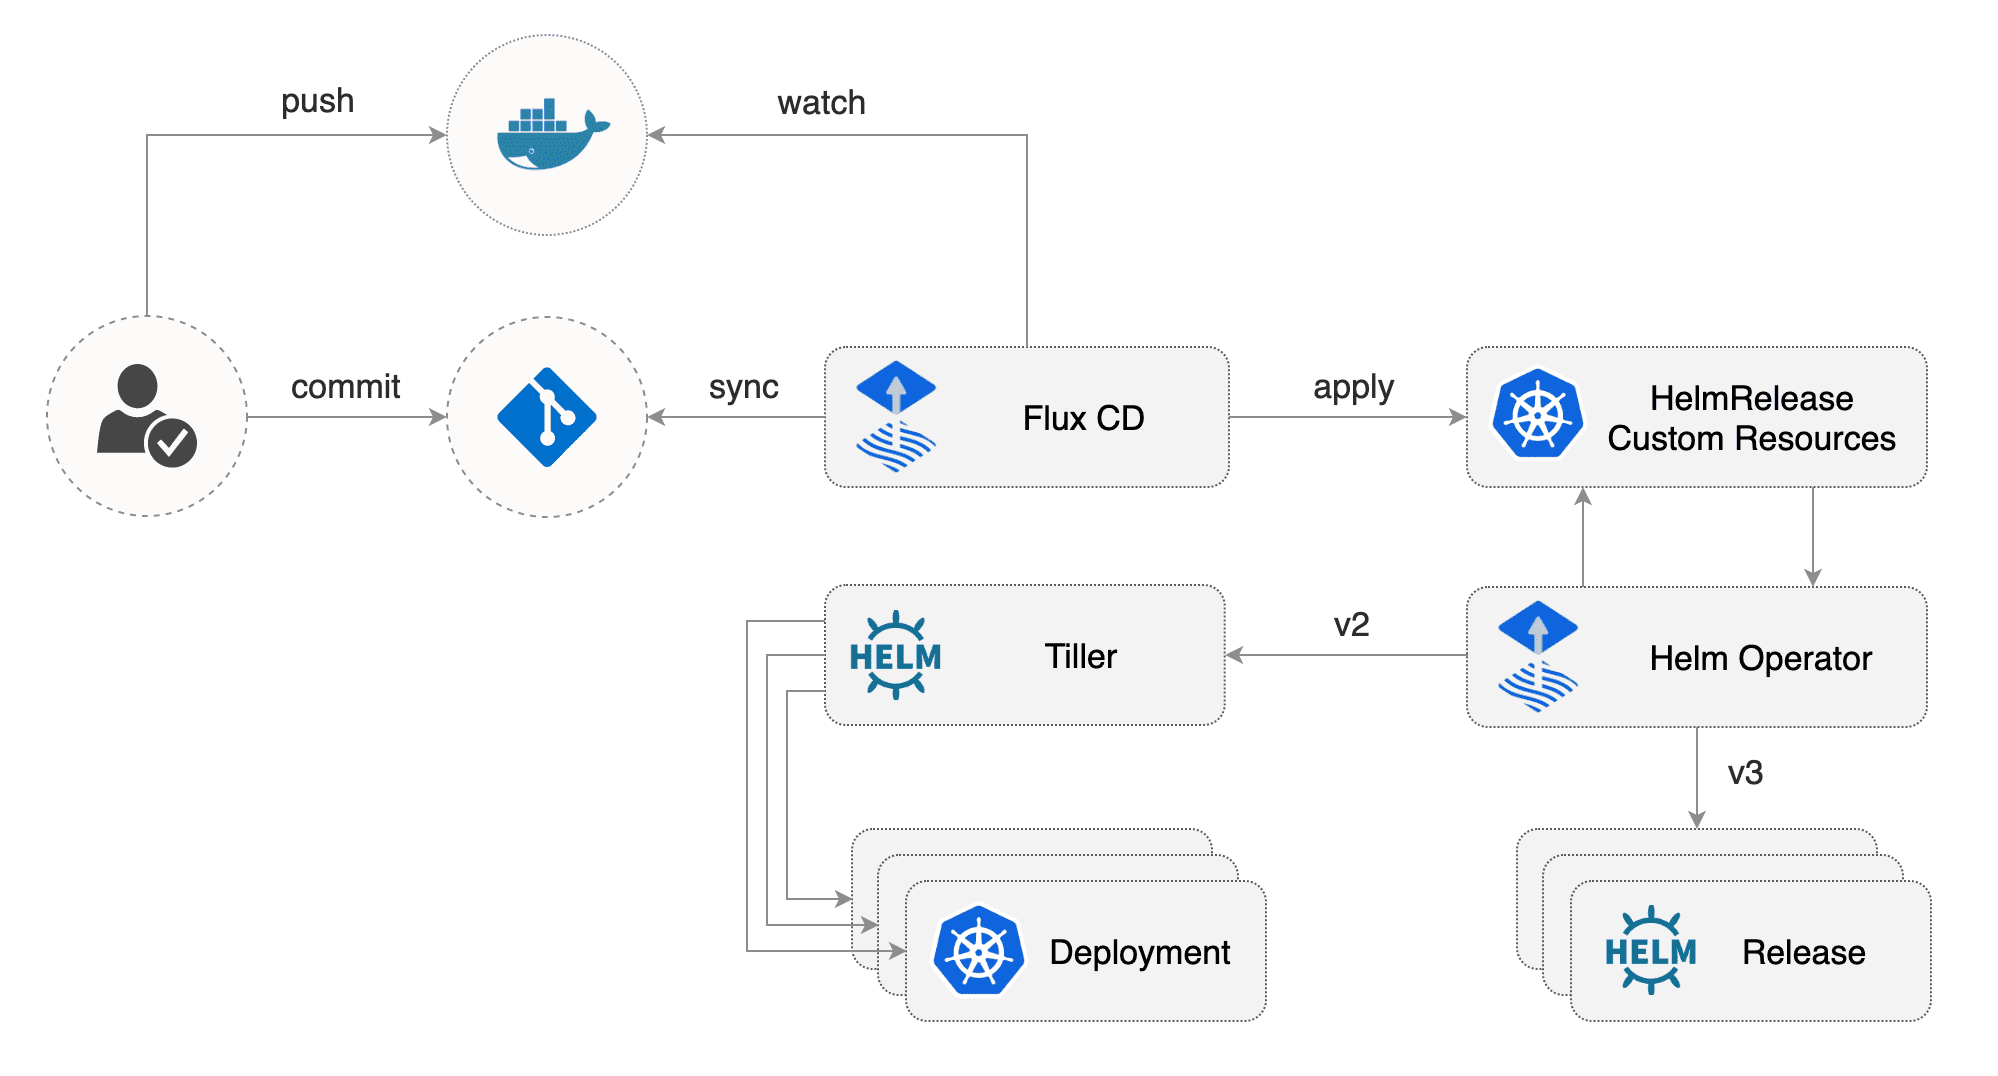 push
watch
commit
sync
Flux CD
apply
HelmRelease
Custom Resources
HELM
Tiller
v2
Helm Operator
v3
Deployment
HELM
Release